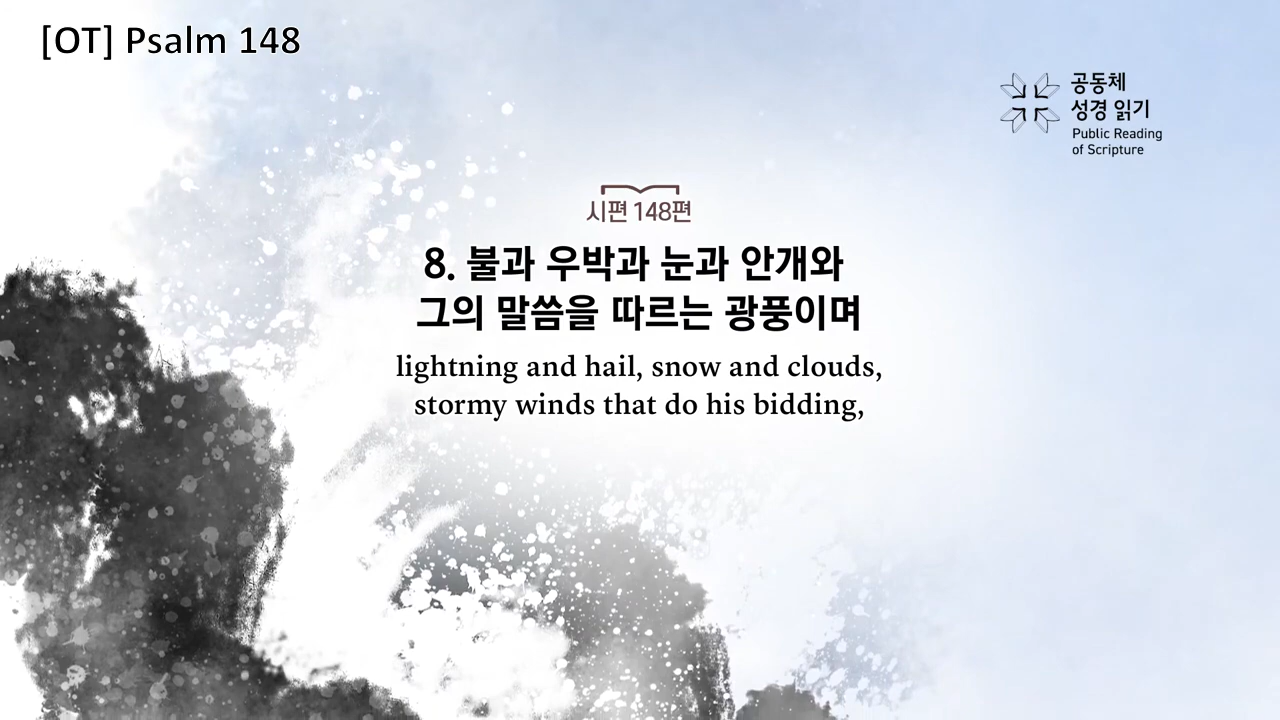 [OT] Psalm 148
공동체
성경 읽기
Public Reading
of Scripture
시편 148편
8. 불과 우박과 눈과 안개와
그의 말씀을 따르는 광풍이며
lightning and hail, snow and clouds,
stormy winds that do his bidding,